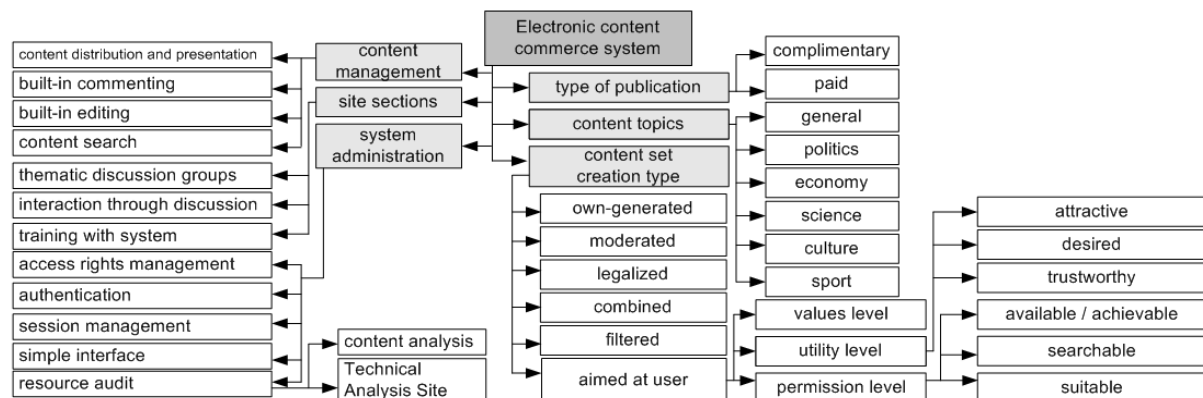 Electronic content
commerce system
content
management
site sections
system
administration
content distribution and presentation
built-in commenting
built-in editing
content search
thematic discussion groups
interaction through discussion
training with system
access rights management
authentication
session management
simple interface
resource audit
content analysis
Technical
Analysis Site
type of publication
content topics
content set
creation type
own-generated
moderated
legalized
combined
filtered
aimed at user
complimentary
paid
general
politics
economy
science
culture
sport
values level
utility level
permission level
attractive
desired
trustworthy
available / achievable
searchable
suitable